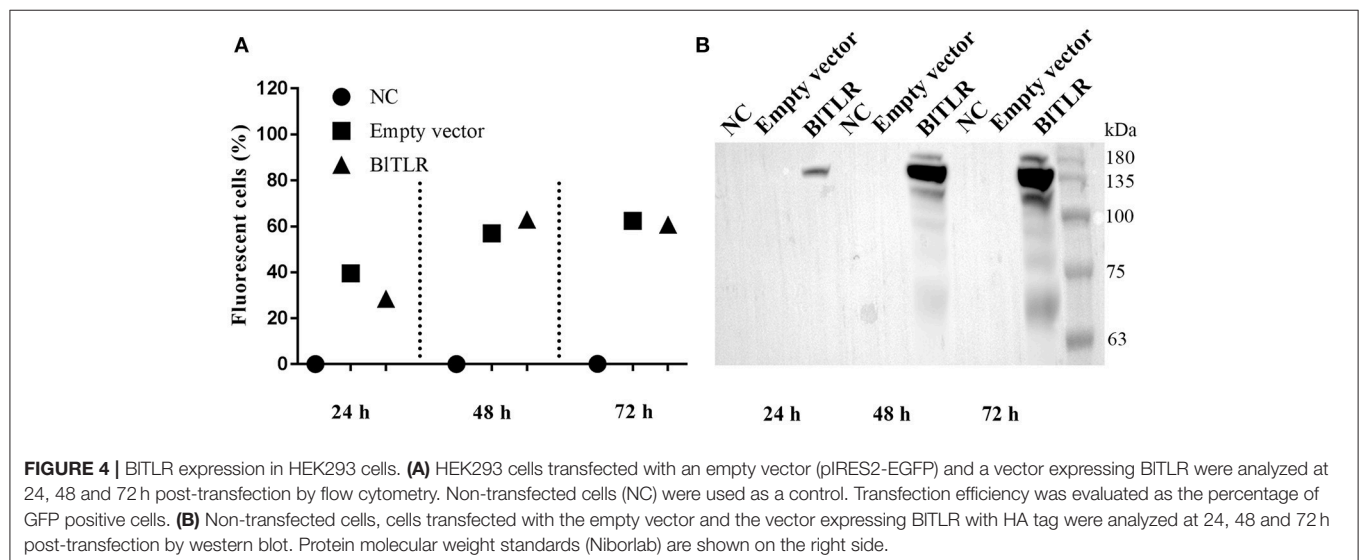 A
Fluorescent cells (%)
120
100
80
60
40
20
0
NC
Empty vector
BlTLR
24 h
48 h
72 h
B
NC
Empty vector
BlTLR
NC
Empty vector
BlTLR
NC
Empty vector
BlTLR
kDa
180
135
100
75
63
24 h
48 h
72 h
FIGURE 4 | BlTLR expression in HEK293 cells. (A) HEK293 cells transfected with an empty vector (pIRES2-EGFP) and a vector expressing BlTLR were analyzed at
24, 48 and 72 h post-transfection by flow cytometry. Non-transfected cells (NC) were used as a control. Transfection efficiency was evaluated as the percentage of
GFP positive cells. (B) Non-transfected cells, cells transfected with the empty vector and the vector expressing BlTLR with HA tag were analyzed at 24, 48 and 72 h
post-transfection by western blot. Protein molecular weight standards (Niborlab) are shown on the right side.